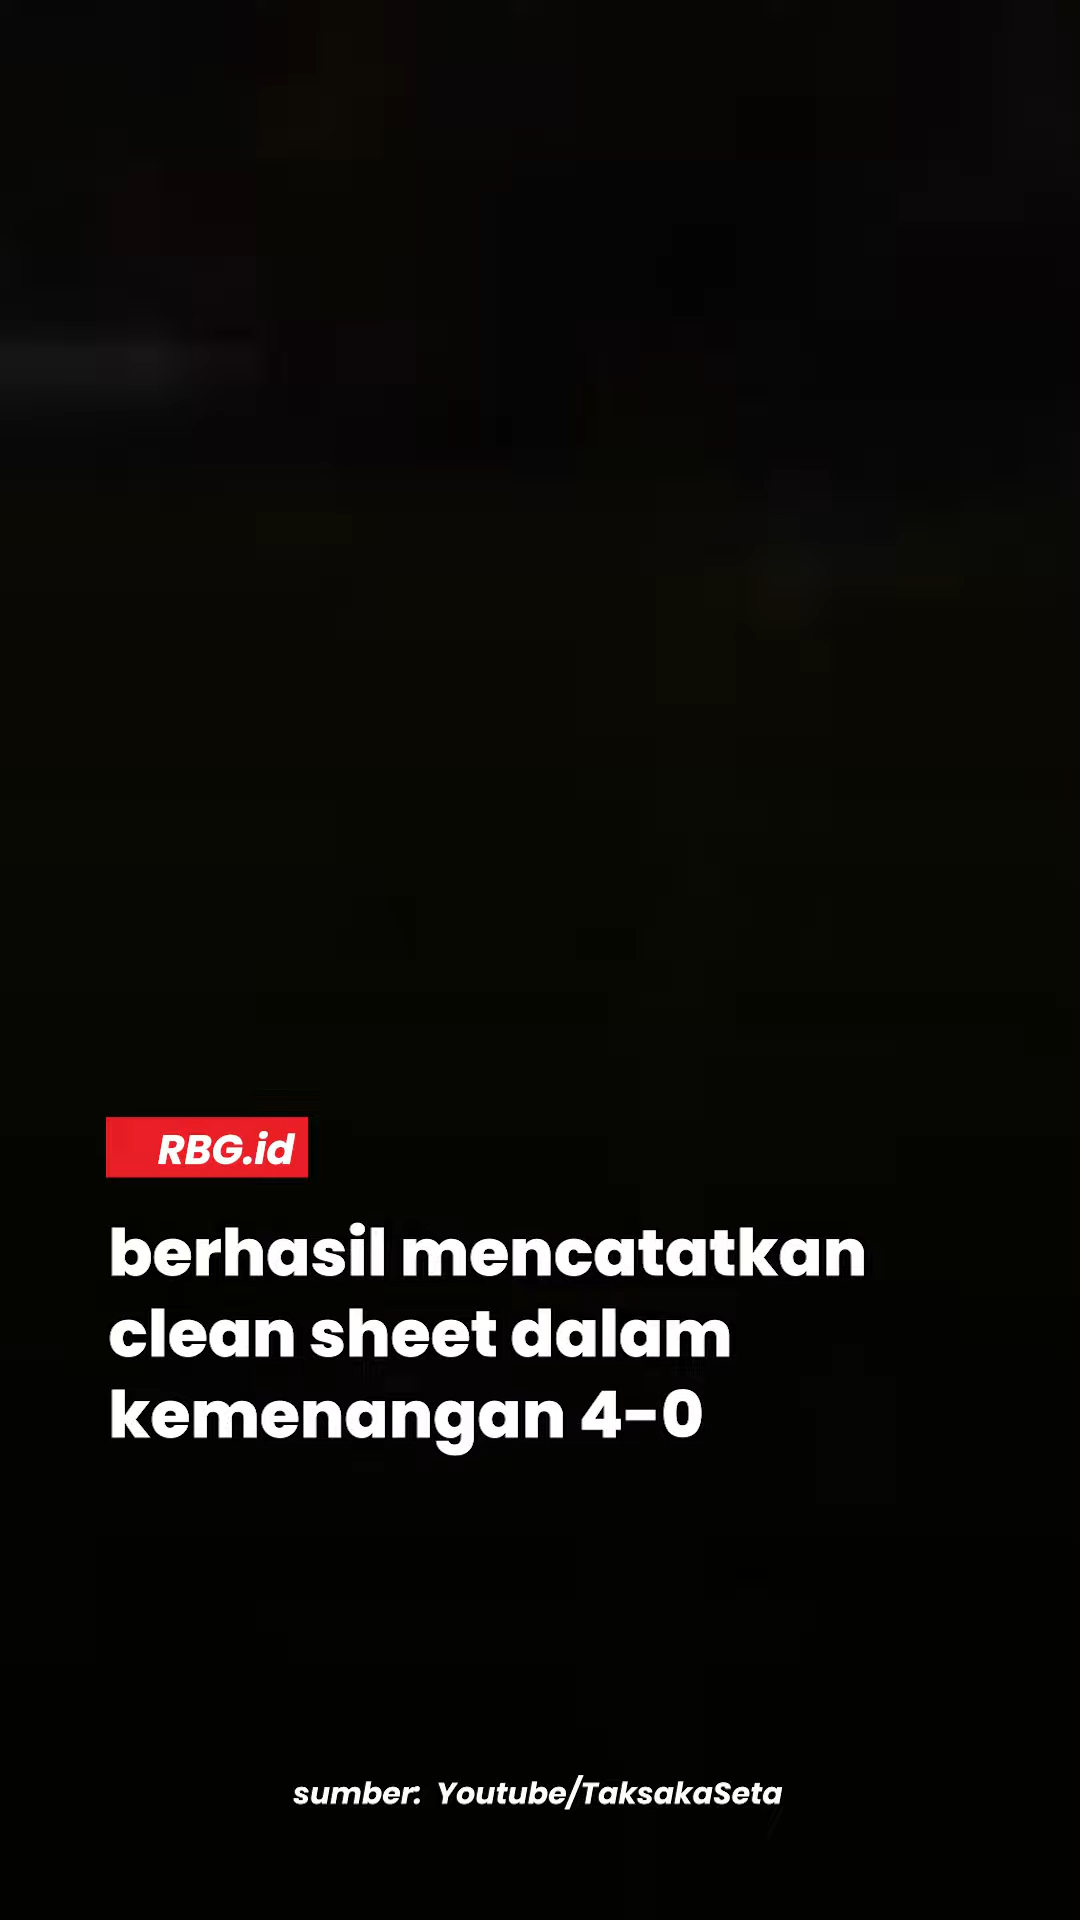 RBG.id
berhasil mencatatkan
clean sheet dalam
kemenangan 4-0
sumber: Youtube/TaksakaSeta